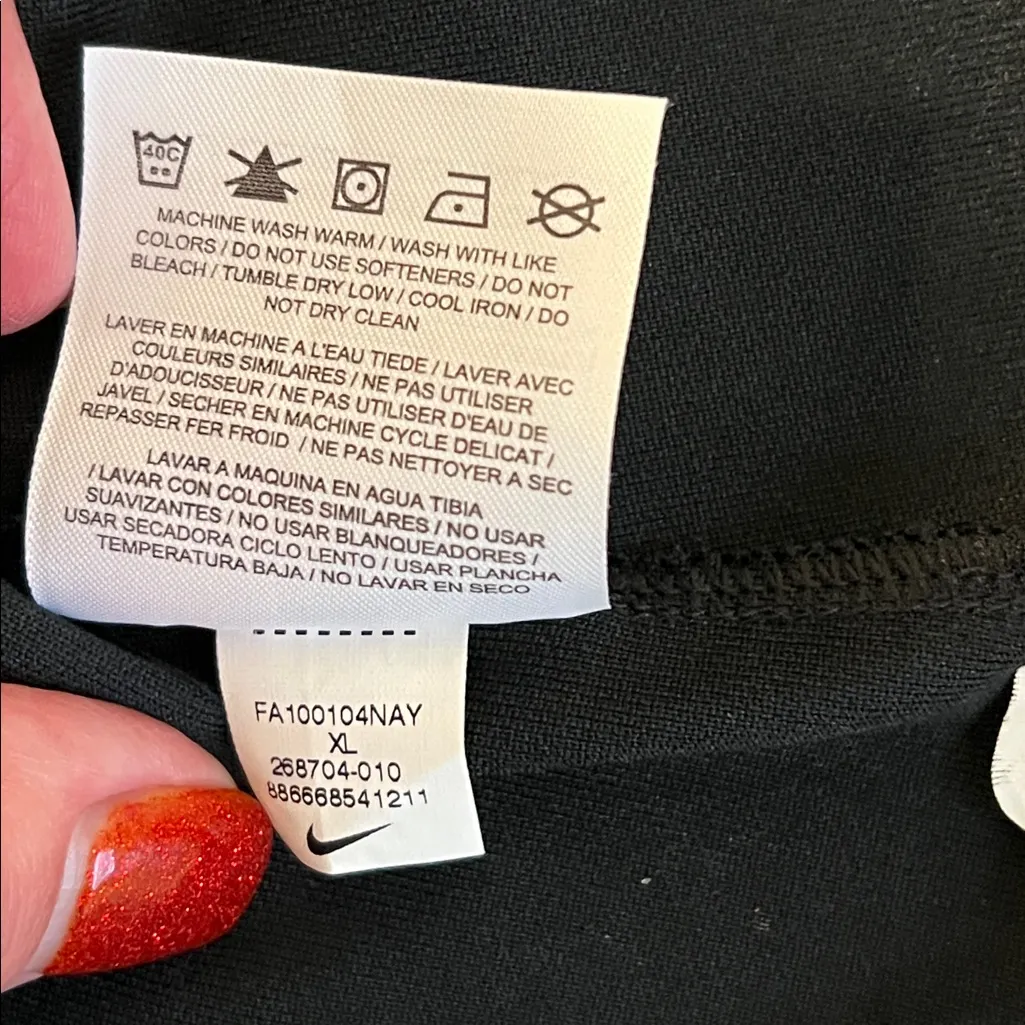 40C
MACHINE WASH WARM / WASH WITH LIKE
COLORS / DO NOT USE SOFTENERS / DO NOT
BLEACH / TUMBLE DRY LOW / COOL IRON / DO
NOT DRY CLEAN
LAVER EN MACHINE A L'EAU TIEDE / LAVER AVEC
COULEURS SIMILAIRES / NE PAS UTILISER
D'ADOUCISSEUR / NE PAS UTILISER D'EAU DE
JAVEL / SECHER EN MACHINE CYCLE DELICAT /
REPASSER FER FROID / NE PAS NETTOYER A SEC
LAVAR A MAQUINA EN AGUA TIBIA
/ LAVAR CON COLORES SIMILARES / NO USAR
SUAVIZANTES / NO USAR BLANQUEADORES /
USAR SECADORA CICLO LENTO / USAR PLANCHA
TEMPERATURA BAJA / NO LAVAR EN SECO
FA100104NAY
XL
268704-010
886668541211